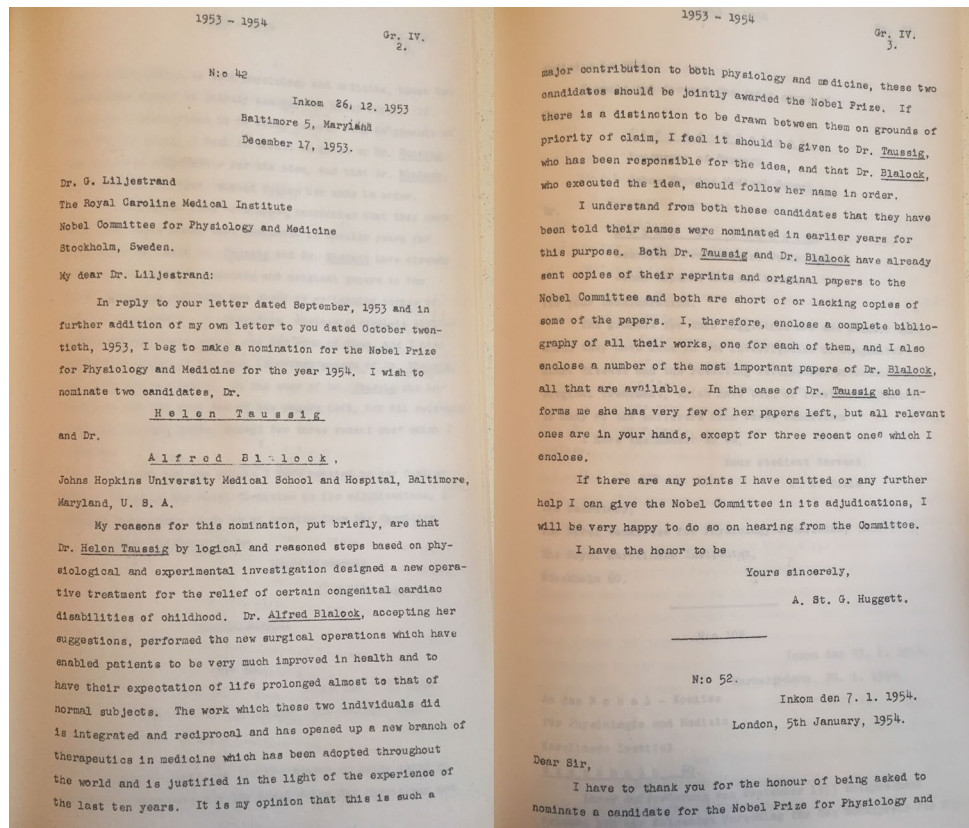 1953 - 1954
Gr. IV.
2.
N:o 42
Inkom 26, 12. 1953
Baltimore 5, Maryland
December 17, 1953.
Dr. G. Liljestrand
The Royal Caroline Medical Institute
Nobel Committee for Physiology and Medicine
Stockholm, Sweden.
My dear Dr. Liljestrand:
In reply to your letter dated September, 1953 and in
further addition of my own letter to you dated October twen-
tieth, 1953, I beg to make a nomination for the Nobel Prize
for Physiology and Medicine for the year 1954. I wish to
nominate two candidates, Dr.
Helen Taussig
and Dr.
Alfred Blalock,
Johns Hopkins University Medical School and Hospital, Baltimore,
Maryland, U. S. A.
My reasons for this nomination, put briefly, are that
Dr. Helen Taussig by logical and reasoned steps based on phy-
siological and experimental investigation designed a new opera-
tive treatment for the relief of certain congenital cardiac
disabilities of childhood. Dr. Alfred Blalock, accepting her
suggestions, performed the new surgical operations which have
enabled patients to be very much improved in health and to
have their expectation of life prolonged almost to that of
normal subjects. The work which these two individuals did
is integrated and reciprocal and has opened up a new branch of
therapeutics in medicine which has been adopted throughout
the world and is justified in the light of the experience of
the last ten years. It is my opinion that this is such a
1953 - 1954
Gr. IV.
3.
major contribution to both physiology and medicine, these two
candidates should be jointly awarded the Nobel Prize. If
there is a distinction to be drawn between them on grounds of
priority of claim, I feel it should be given to Dr. Taussig,
who has been responsible for the idea, and that Dr. Blalock,
who executed the idea, should follow her name in order.
I understand from both these candidates that they have
been told their names were nominated in earlier years for
this purpose. Both Dr. Taussig and Dr. Blalock have already
sent copies of their reprints and original papers to the
Nobel Committee and both are short of or lacking copies of
some of the papers. I, therefore, enclose a complete biblio-
graphy of all their works, one for each of them, and I also
enclose a number of the most important papers of Dr. Blalock,
all that are available. In the case of Dr. Taussig she in-
forms me she has very few of her papers left, but all relevant
ones are in your hands, except for three recent ones which I
enclose.
If there are any points I have omitted or any further
help I can give the Nobel Committee in its adjudications, I
will be very happy to do so on hearing from the Committee.
I have the honor to be
Yours sincerely,
A. St. G. Huggett.
N:o 52.
Inkom den 7. 1. 1954.
London, 5th January, 1954.
Dear Sir,
I have to thank you for the honour of being asked to
nominate a candidate for the Nobel Prize for Physiology and